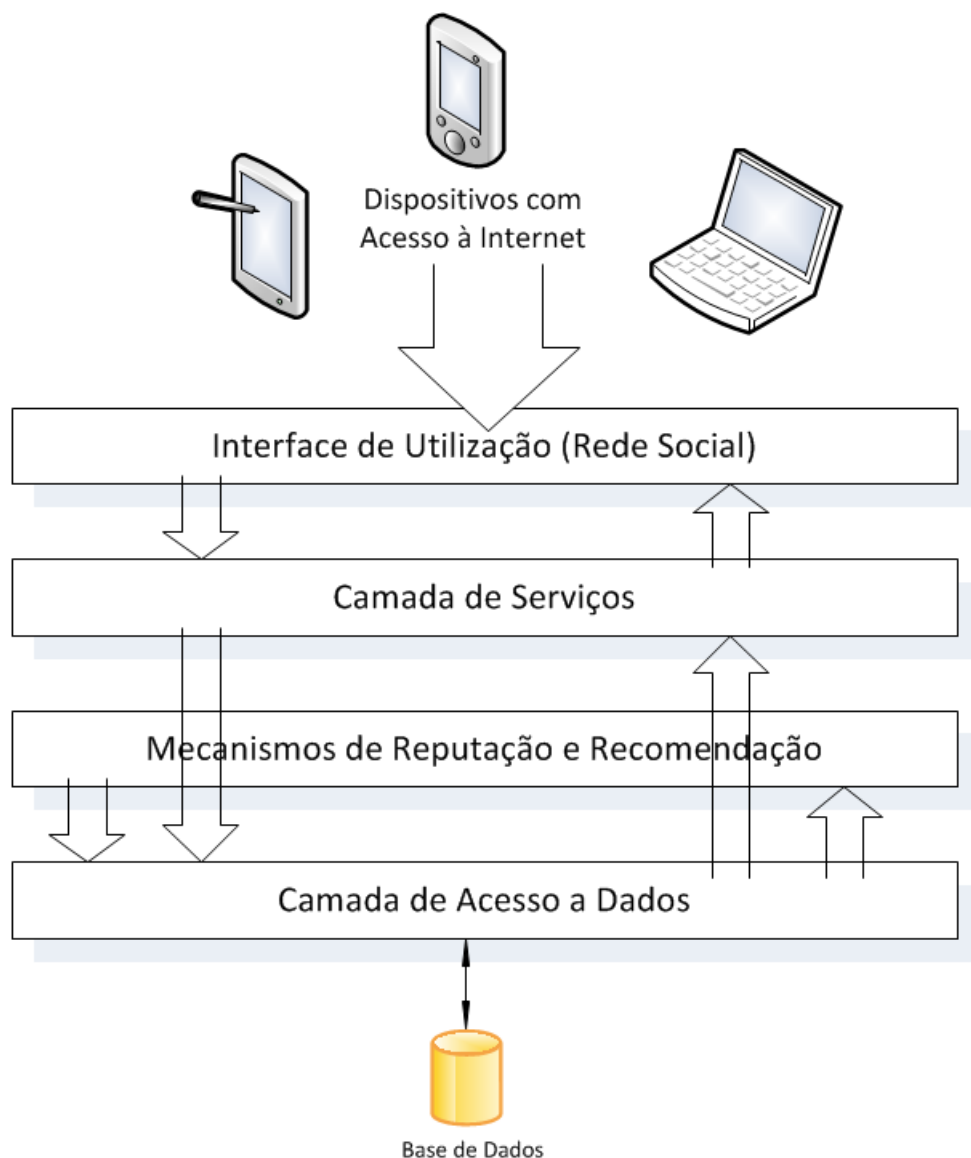 Dispositivos com
Acesso à Internet
Interface de Utilização (Rede Social)
Camada de Serviços
Mecanismos de Reputação e Recomendação
Camada de Acesso a Dados
Base de Dados